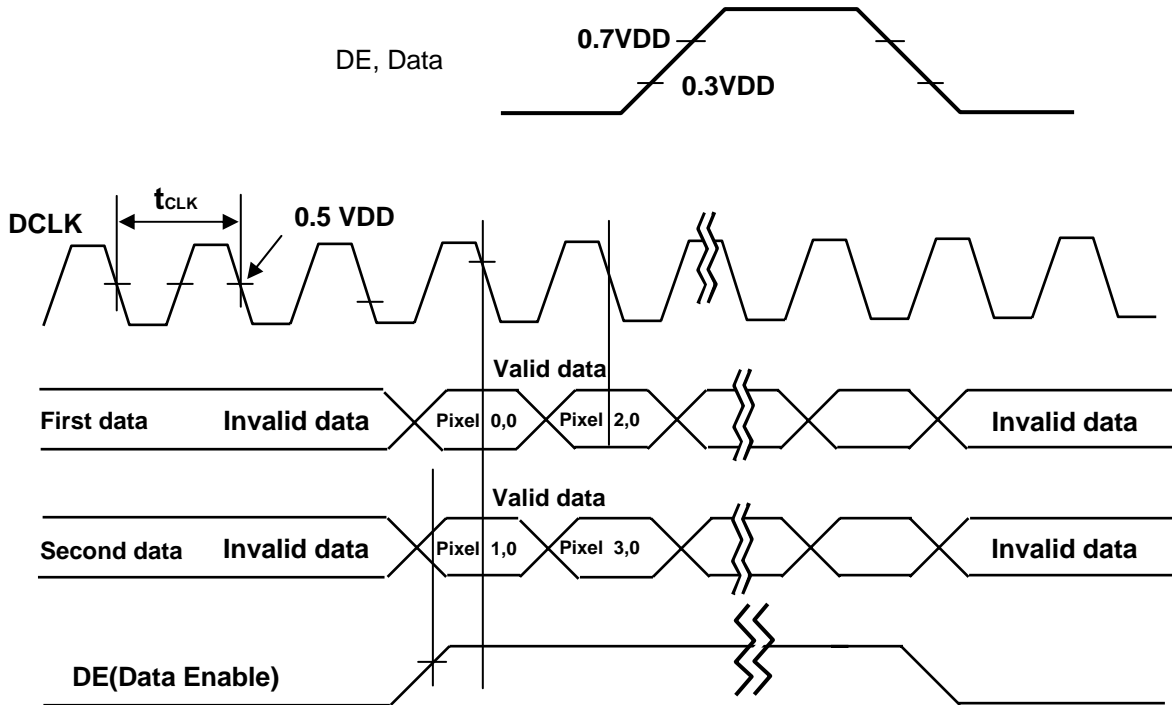 0.7VDD
DE, Data
0.3VDD
tCLK
0.5 VDD
DCLK
Valid data
First data Invalid data Pixel 0,0 Pixel 2,0 Invalid data
Valid data
Second data Invalid data Pixel 1,0 Pixel 3,0 Invalid data
DE(Data Enable)